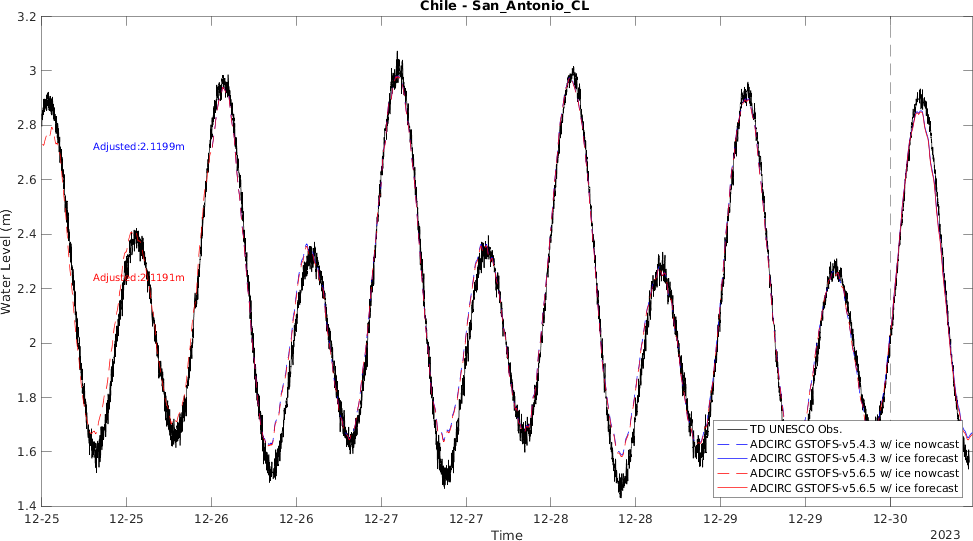 Chile - San_Antonio_CL
3.2
3
2.8
2.6
2.4
2.2
2
1.8
1.6
1.4
Water Level (m)
Adjusted:2.1199m
Adjusted:2.1191m
TD UNESCO Obs.
ADCIRC GSTOFS-v5.4.3 w/ ice nowcast
ADCIRC GSTOFS-v5.4.3 w/ ice forecast
ADCIRC GSTOFS-v5.6.5 w/ ice nowcast
ADCIRC GSTOFS-v5.6.5 w/ ice forecast
12-25 12-25 12-26 12-26 12-27 12-27 12-28 12-28 12-29 12-29 12-30
Time
2023